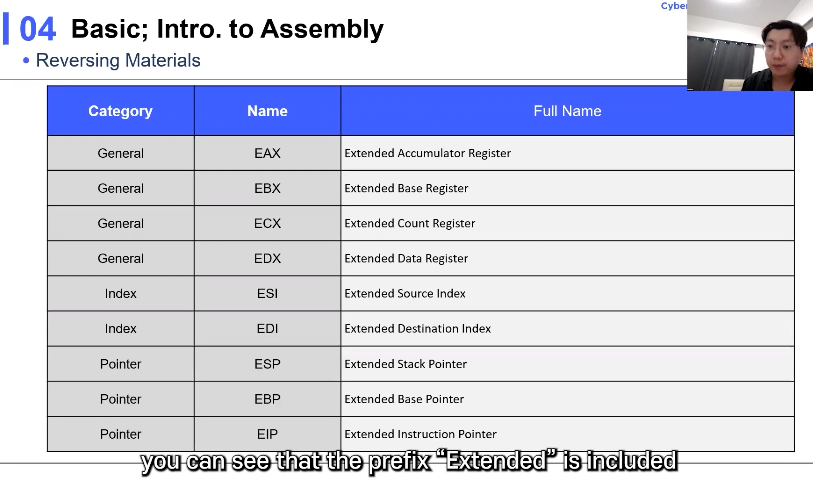 04 Basic; Intro. to Assembly
Cyber
• Reversing Materials
Category Name Full Name
General EAX Extended Accumulator Register
General EBX Extended Base Register
General ECX Extended Count Register
General EDX Extended Data Register
Index ESI Extended Source Index
Index EDI Extended Destination Index
Pointer ESP Extended Stack Pointer
Pointer EBP Extended Base Pointer
Pointer EIP Extended Instruction Pointer
you can see that the prefix “Extended” is included